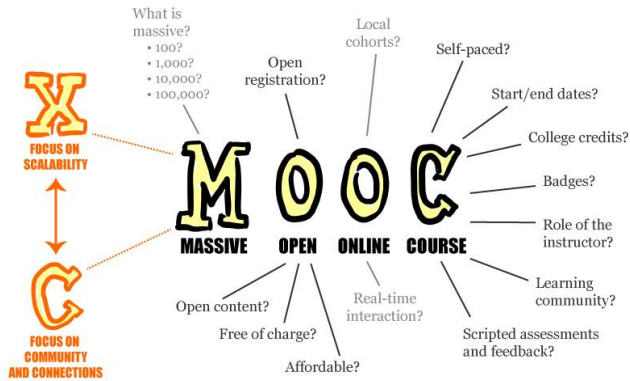 What is
massive?
• 100?
• 1,000?
• 10,000?
• 100,000?
Open
registration?
Local
cohorts?
Self-paced?
Start/end dates?
College credits?
Badges?
Role of the
instructor?
Learning
community?
Scripted assessments
and feedback?
X
FOCUS ON
SCALABILITY
C
FOCUS ON
COMMUNITY
AND CONNECTIONS
MOOC
MASSIVE OPEN ONLINE COURSE
Open content?
Free of charge?
Affordable?
Real-time
interaction?